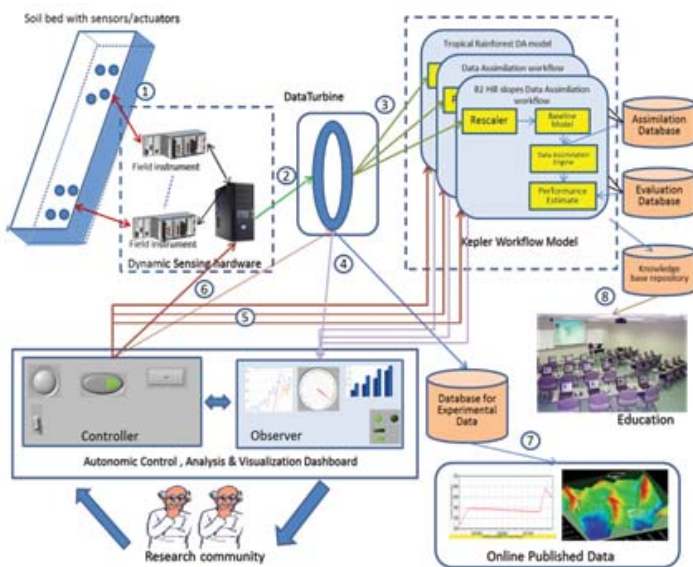 Soil bed with sensors/actuators
①
Field instrument
Field instrument
Dynamic Sensing hardware
②
DataTurbine
③
Tropical Rainforest DA model
Data Assimilation workflow
B2 Hill slopes Data Assimilation
workflow
Rescaler
Baseline
Model
Data Assimilation
Engine
Performance
Estimate
Kepler Workflow Model
Assimilation
Database
Evaluation
Database
Knowledge
base repository
⑧
Education
④
⑥
⑤
Controller
Observer
Autonomic Control , Analysis & Visualization Dashboard
Research community
Database for
Experimental
Data
⑦
Online Published Data